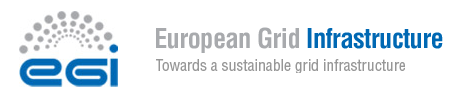 egi
European Grid Infrastructure
Towards a sustainable grid infrastructure